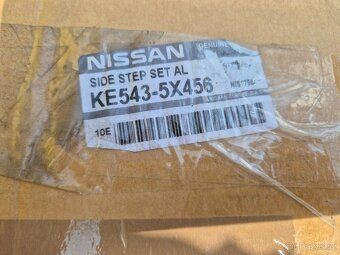 NISSAN GENUINE
SIDE STEP SET AL
KE543-5X456
10E